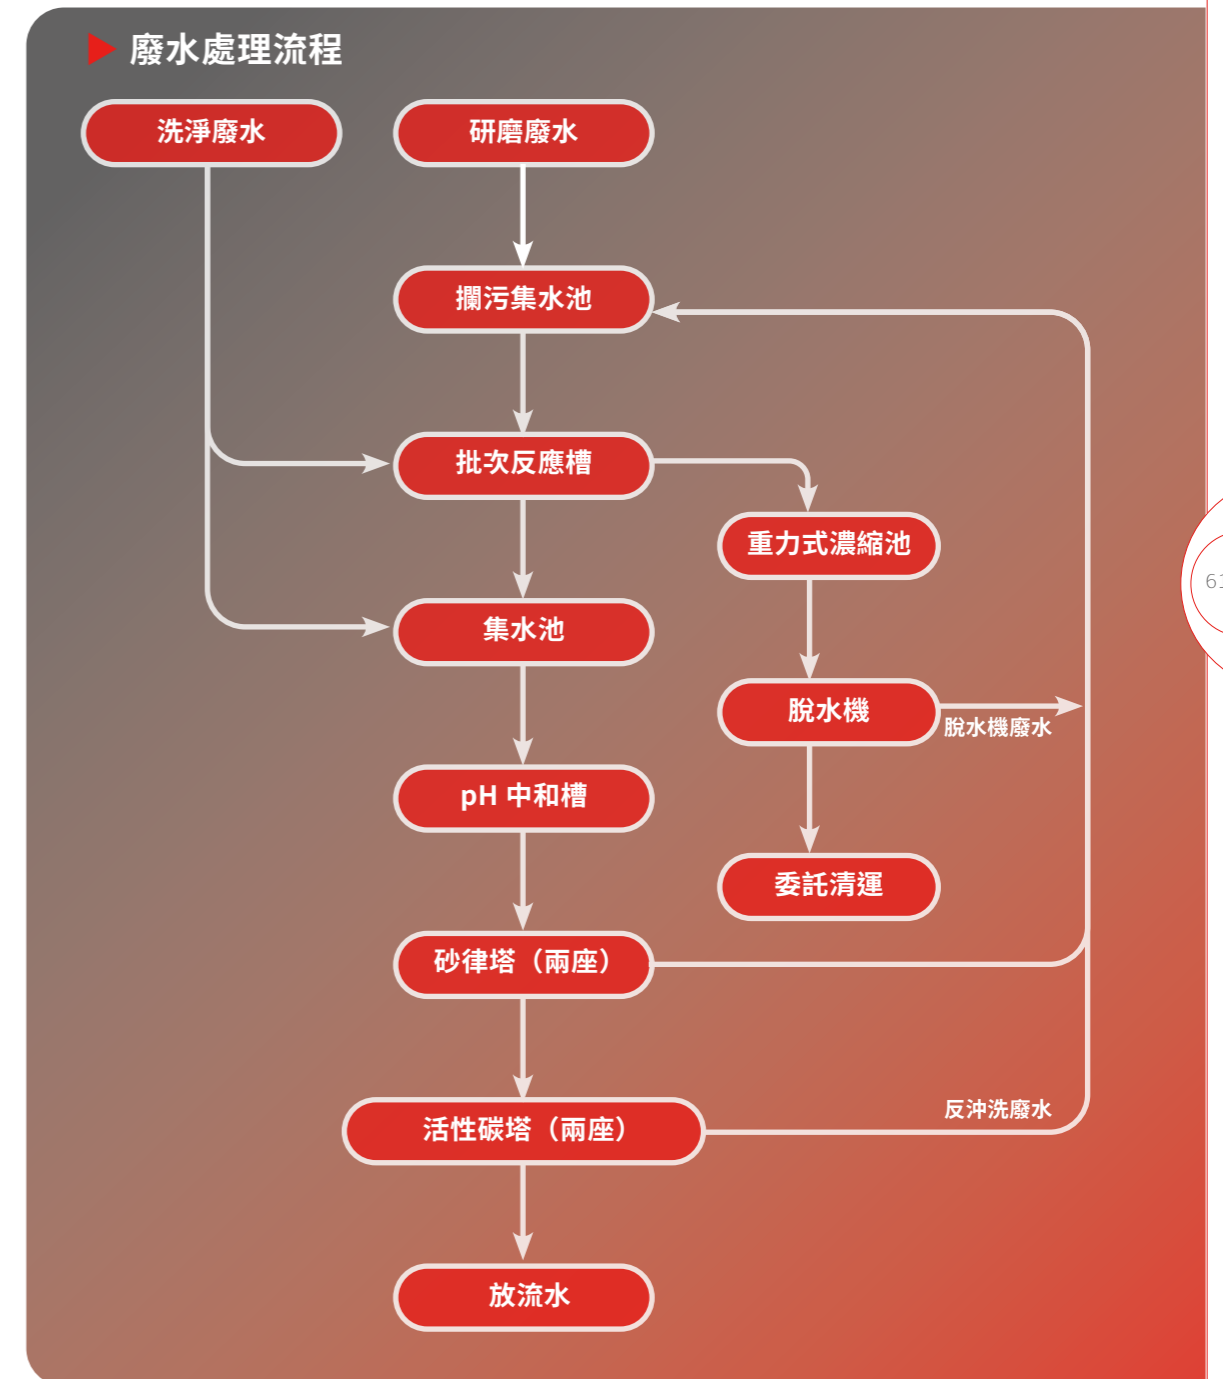 廢水處理流程
洗淨廢水
研磨廢水
攔污集水池
批次反應槽
重力式濃縮池
集水池
脫水機
脫水機廢水
pH 中和槽
委託清運
砂律塔（兩座）
活性碳塔（兩座）
反沖洗廢水
放流水